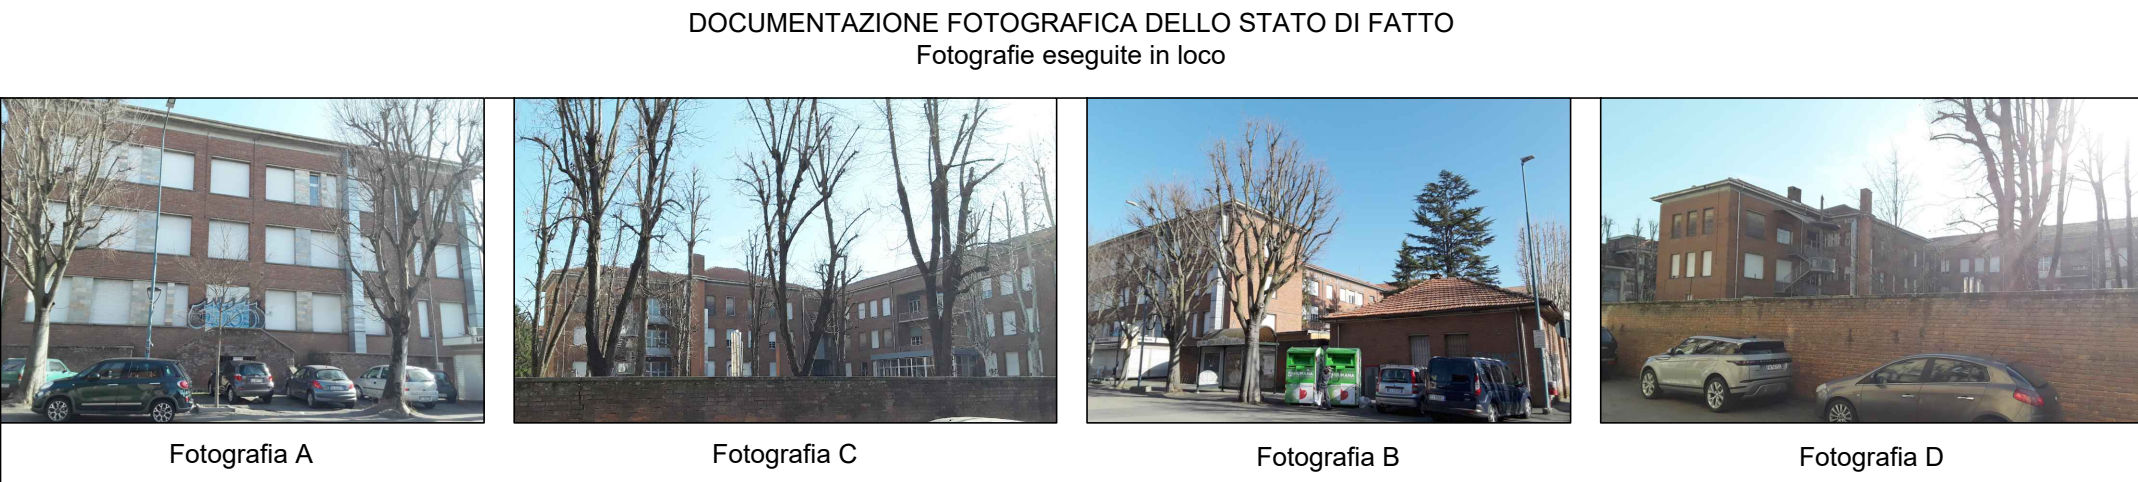 DOCUMENTAZIONE FOTOGRAFICA DELLO STATO DI FATTO
Fotografie eseguite in loco
Fotografia A
Fotografia C
Fotografia B
Fotografia D